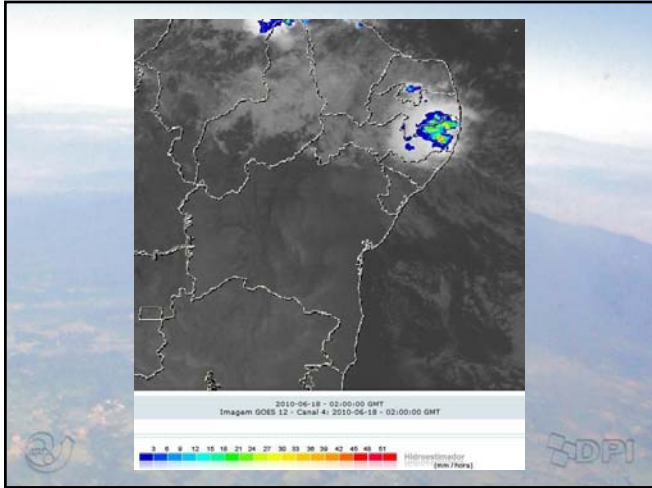 2010-06-18 - 02:00:00 GMT
Imagem GOES 12 - Canal 4: 2010-06-18 - 02:00:00 GMT
3 6 9 12 15 18 21 24 27 30 33 36 39 42 45 48 51
Hidroestimador
(mm/hora)
DPI